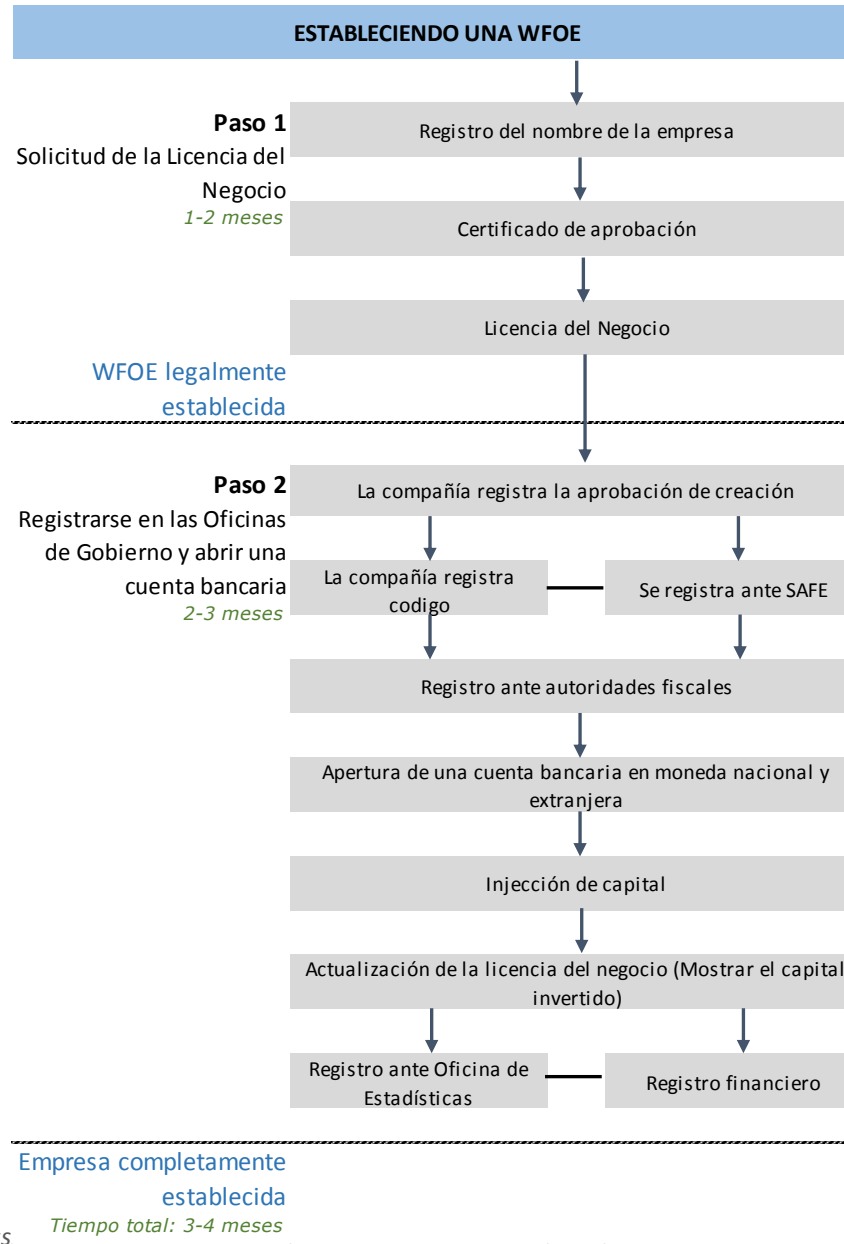 ESTABLECIENDO UNA WFOE
Paso 1
Solicitud de la Licencia del
Negocio
1-2 meses
Registro del nombre de la empresa
Certificado de aprobación
Licencia del Negocio
WFOE legalmente
establecida
Paso 2
Registrarse en las Oficinas
de Gobierno y abrir una
cuenta bancaria
2-3 meses
La compañía registra la aprobación de creación
La compañía registra
codigo
Se registra ante SAFE
Registro ante autoridades fiscales
Apertura de una cuenta bancaria en moneda nacional y
extranjera
Injección de capital
Actualización de la licencia del negocio (Mostrar el capital
invertido)
Registro ante Oficina de
Estadísticas
Registro financiero
Empresa completamente
establecida
Tiempo total: 3-4 meses